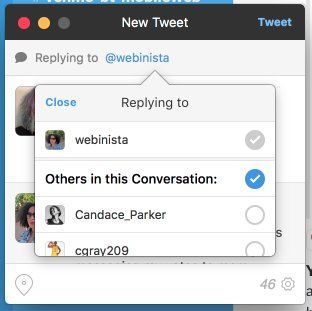 New Tweet
Tweet
Replying to @webinista
Close
Replying to
webinista
Others in this Conversation:
Candace_Parker
cgray209
46